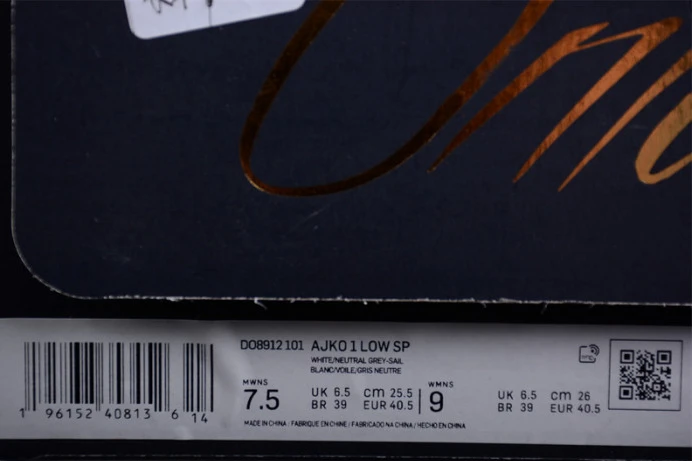 Uno
DO8912 101 AJKO 1 LOW SP
WHITE/NEUTRAL GREY-SAIL
BLANC/VOILE/GRIS NEUTRE
MWNS 7.5 UK 6.5 cm 25.5 BR 39 EUR 40.5
WMNS 9 UK 6.5 cm 26 BR 39 EUR 40.5
1 96152 40813 6 14
MADE IN CHINA / FABRIQUE EN CHINE / FABRICADO NA CHINA / HECHO EN CHINA